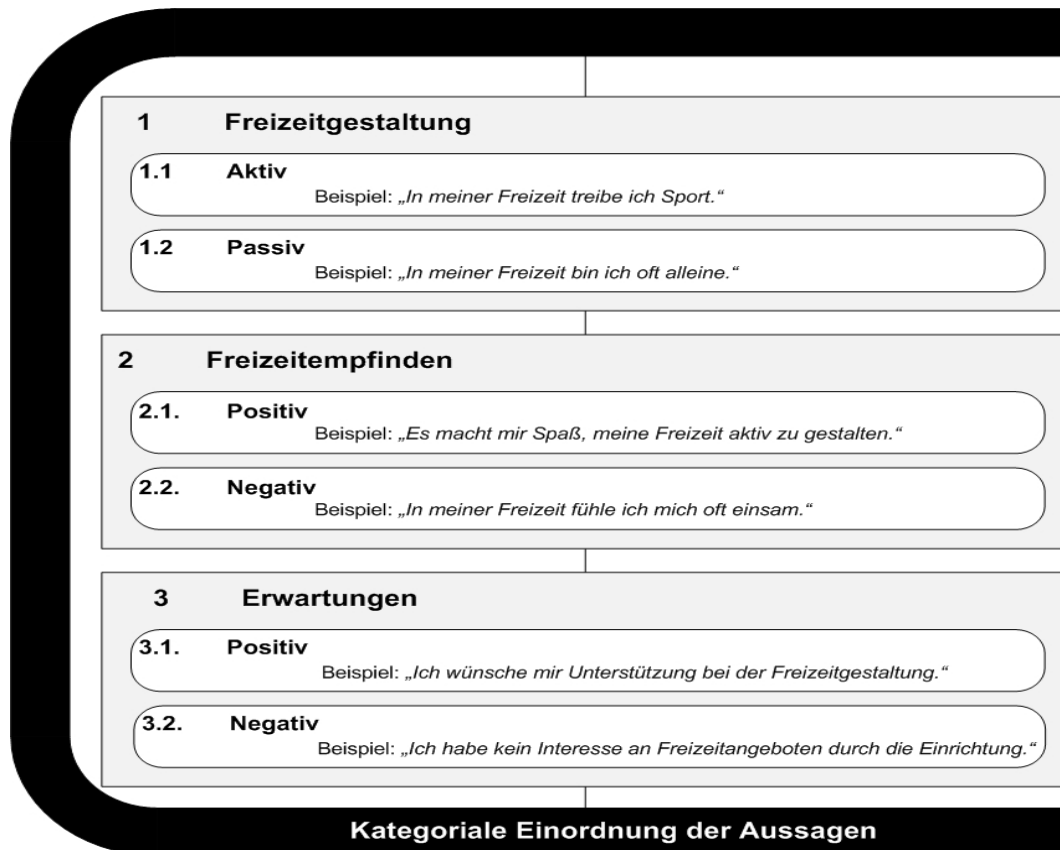 1 Freizeitgestaltung
1.1 Aktiv
Beispiel: „In meiner Freizeit treibe ich Sport.“
1.2 Passiv
Beispiel: „In meiner Freizeit bin ich oft alleine.“
2 Freizeitempfinden
2.1. Positiv
Beispiel: „Es macht mir Spaß, meine Freizeit aktiv zu gestalten.“
2.2. Negativ
Beispiel: „In meiner Freizeit fühle ich mich oft einsam.“
3 Erwartungen
3.1. Positiv
Beispiel: „Ich wünsche mir Unterstützung bei der Freizeitgestaltung.“
3.2. Negativ
Beispiel: „Ich habe kein Interesse an Freizeitangeboten durch die Einrichtung.“
Kategoriale Einordnung der Aussagen